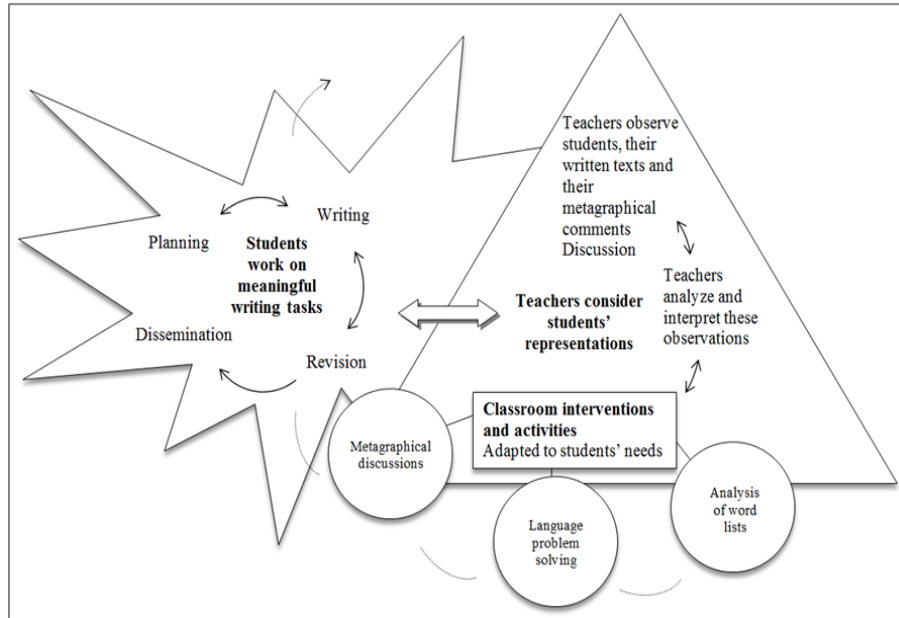 Planning
Writing
Students
work on
meaningful
writing tasks
Dissemination
Revision
Teachers observe
students, their
written texts and
their
metagraphical
comments
Discussion
Teachers
analyze and
interpret these
observations
Teachers consider
students’
representations
Classroom interventions
and activities
Adapted to students’ needs
Metagraphical
discussions
Language
problem
solving
Analysis
of word
lists